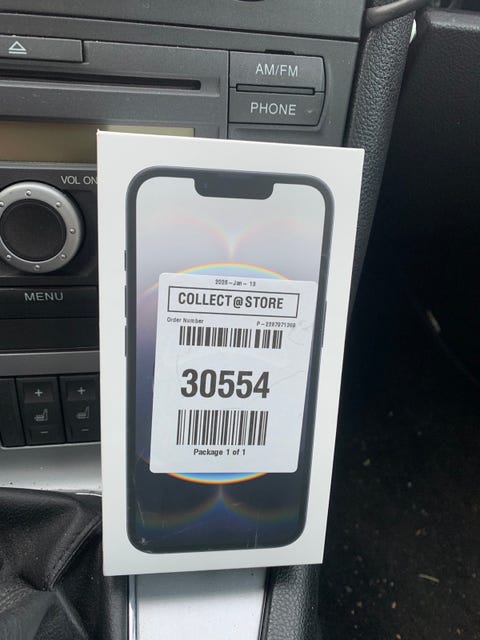 AM/FM
PHONE
VOL ON
MENU
2026-Jan-13
COLLECT@STORE
Order Number
30554
Package 1 of 1